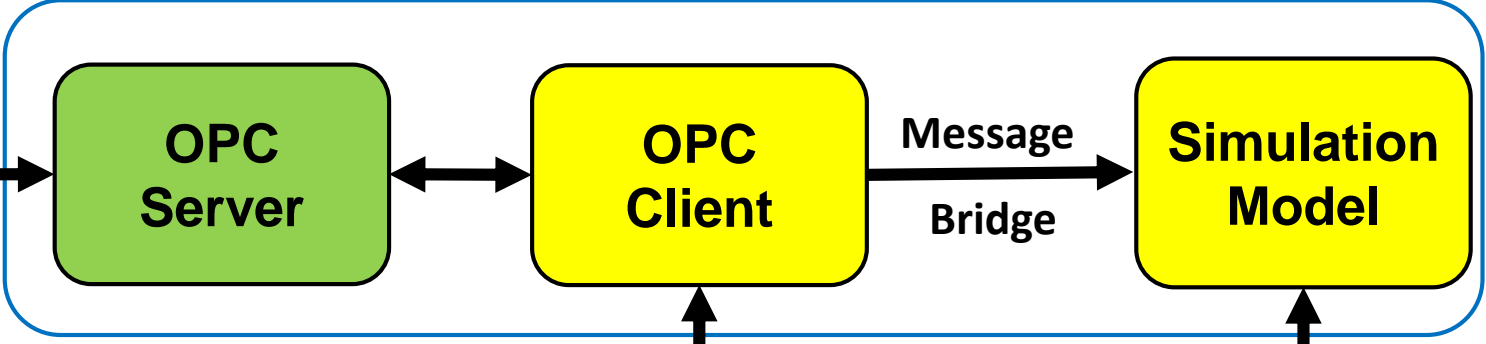 OPC
Server
OPC
Client
Message
Bridge
Simulation
Model